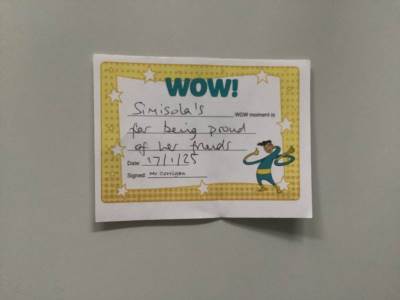 WOW!
Simisola's WOW moment is
for being proud
of her friends
Date: 17/1/25
Signed: Mr Corrigan